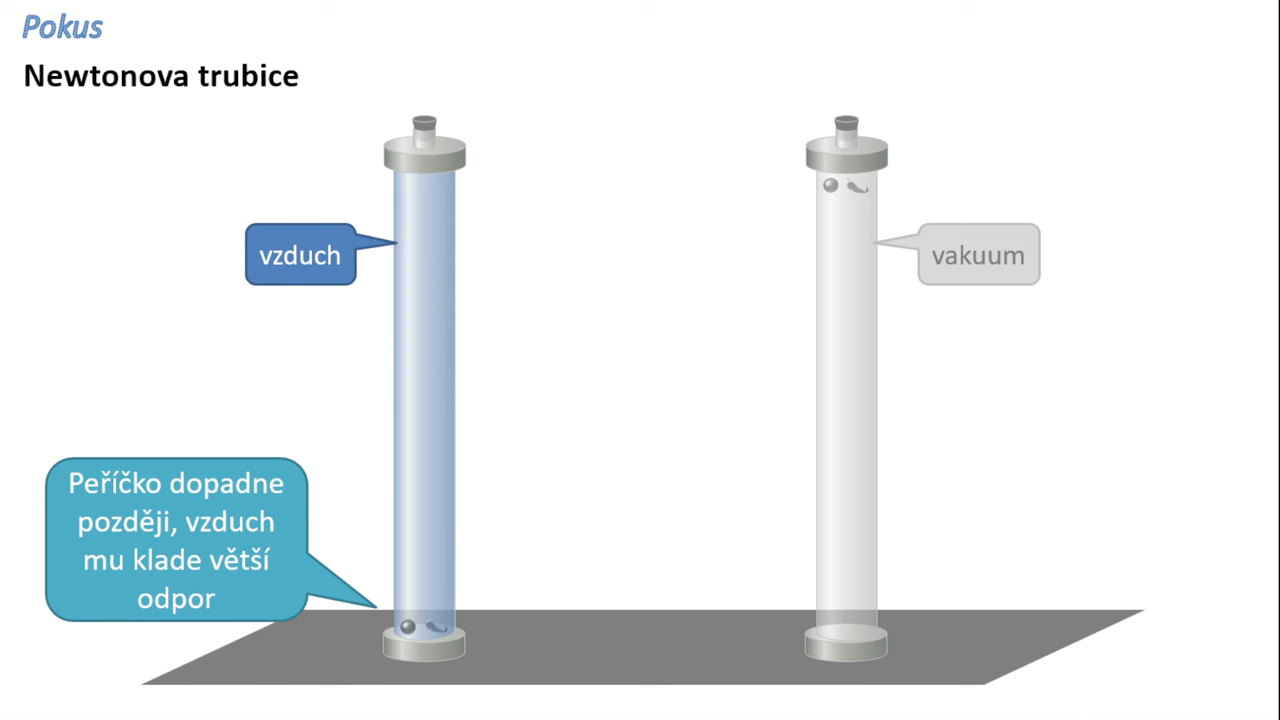 Pokus
Newtonova trubice
vzduch
vakuum
Peříčko dopadne
později, vzduch
mu klade větší
odpor